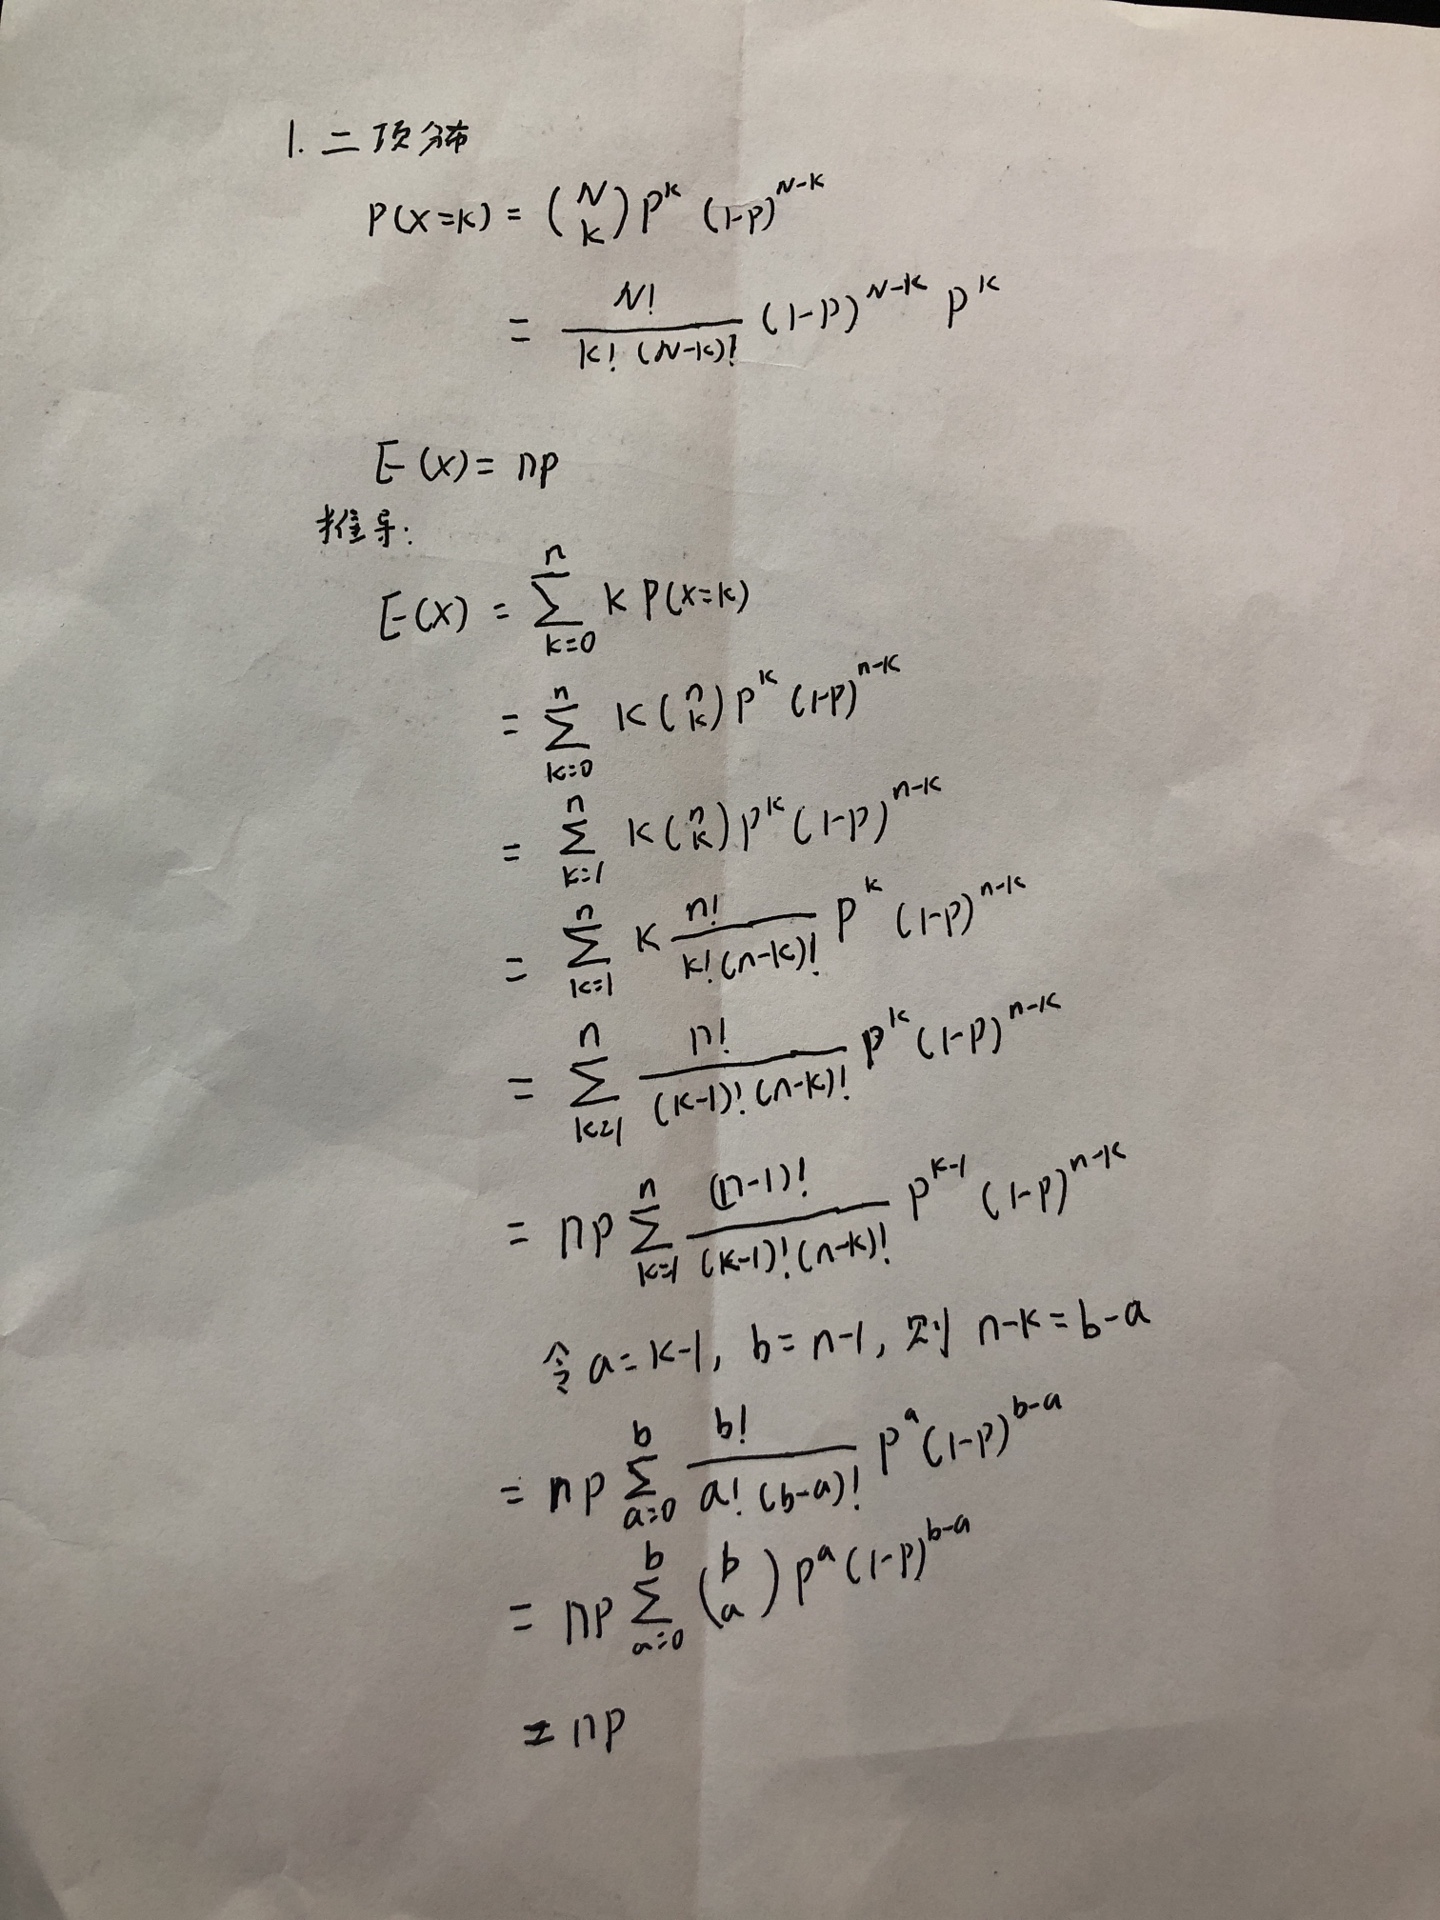 1. 二项分布
P(X=k) = \binom{N}{k} p^k (1-p)^{N-k}
= \frac{N!}{k!(N-k)!} (1-p)^{N-k} p^k
E(X) = np
推导:
E(X) = \sum_{k=0}^{n} k P(X=k)
= \sum_{k=0}^{n} k \binom{n}{k} p^k (1-p)^{n-k}
= \sum_{k=1}^{n} k \binom{n}{k} p^k (1-p)^{n-k}
= \sum_{k=1}^{n} k \frac{n!}{k!(n-k)!} p^k (1-p)^{n-k}
= \sum_{k=1}^{n} \frac{n!}{(k-1)!(n-k)!} p^k (1-p)^{n-k}
= np \sum_{k=1}^{n} \frac{(n-1)!}{(k-1)!(n-k)!} p^{k-1} (1-p)^{n-k}
令 a = k-1, b = n-1, 则 n-k = b-a
= np \sum_{a=0}^{b} \frac{b!}{a!(b-a)!} p^a (1-p)^{b-a}
= np \sum_{a=0}^{b} \binom{b}{a} p^a (1-p)^{b-a}
= np